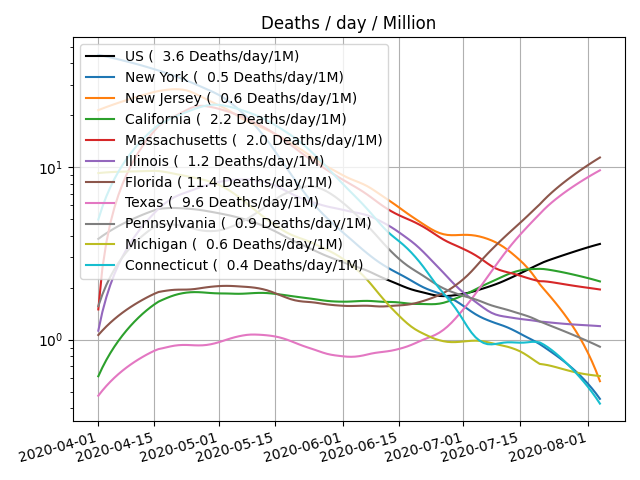 Deaths / day / Million
US (  3.6 Deaths/day/1M)
New York (  0.5 Deaths/day/1M)
New Jersey (  0.6 Deaths/day/1M)
California (  2.2 Deaths/day/1M)
Massachusetts (  2.0 Deaths/day/1M)
Illinois (  1.2 Deaths/day/1M)
Florida ( 11.4 Deaths/day/1M)
Texas (  9.6 Deaths/day/1M)
Pennsylvania (  0.9 Deaths/day/1M)
Michigan (  0.6 Deaths/day/1M)
Connecticut (  0.4 Deaths/day/1M)
10¹
10⁰
2020-04-01 2020-04-15 2020-05-01 2020-05-15 2020-06-01 2020-06-15 2020-07-01 2020-07-15 2020-08-01